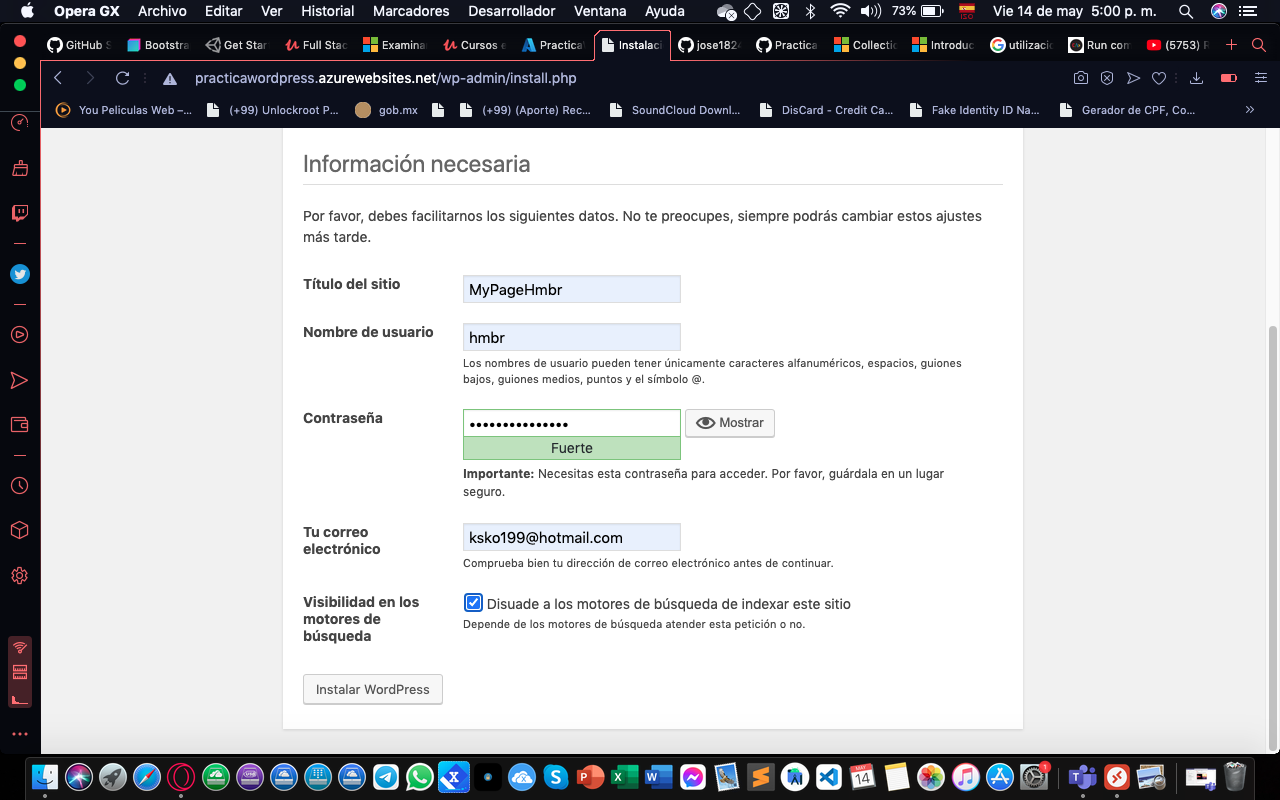 Opera GX Archivo Editar Ver Historial Marcadores Desarrollador Ventana Ayuda 73% ISO Vie 14 de may 5:00 p. m.
GitHub S Bootstra Get Star Full Stac Examina Cursos e Practica Instalaci jose182 Practica Collecti Introduc utilizacio Run com (5753) R
practicawordpress.azurewebsites.net/wp-admin/install.php
You Peliculas Web –... (+99) Unlockroot P... gob.mx (+99) (Aporte) Rec... SoundCloud Downl... DisCard - Credit Ca... Fake Identity ID Na... Gerador de CPF, Co... »
Información necesaria
Por favor, debes facilitarnos los siguientes datos. No te preocupes, siempre podrás cambiar estos ajustes
más tarde.
Título del sitio
MyPageHmbr
Nombre de usuario
hmbr
Los nombres de usuario pueden tener únicamente caracteres alfanuméricos, espacios, guiones
bajos, guiones medios, puntos y el símbolo @.
Contraseña
•••••••••••••••
Mostrar
Fuerte
Importante: Necesitas esta contraseña para acceder. Por favor, guárdala en un lugar
seguro.
Tu correo
electrónico
ksko199@hotmail.com
Comprueba bien tu dirección de correo electrónico antes de continuar.
Visibilidad en los
motores de
búsqueda
Disuade a los motores de búsqueda de indexar este sitio
Depende de los motores de búsqueda atender esta petición o no.
Instalar WordPress
14
1